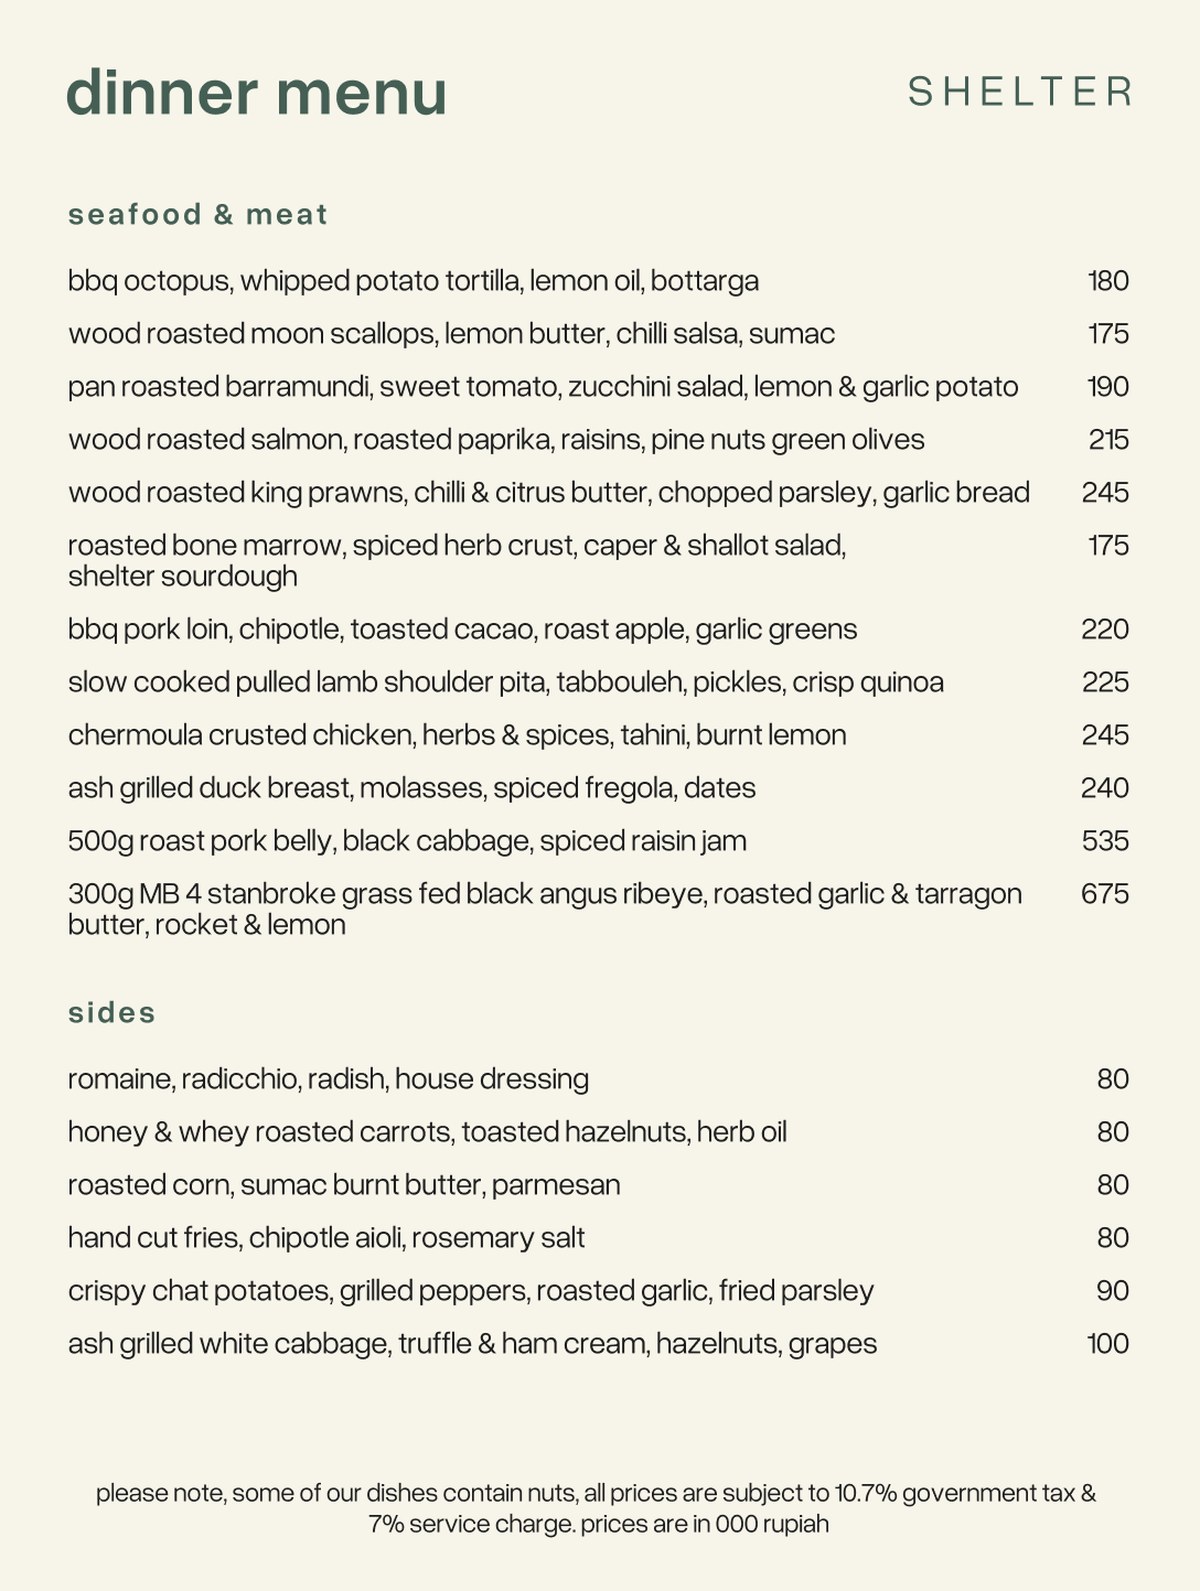 dinner menu
SHELTER
seafood & meat
bbq octopus, whipped potato tortilla, lemon oil, bottarga 180
wood roasted moon scallops, lemon butter, chilli salsa, sumac 175
pan roasted barramundi, sweet tomato, zucchini salad, lemon & garlic potato 190
wood roasted salmon, roasted paprika, raisins, pine nuts green olives 215
wood roasted king prawns, chilli & citrus butter, chopped parsley, garlic bread 245
roasted bone marrow, spiced herb crust, caper & shallot salad, 175
shelter sourdough
bbq pork loin, chipotle, toasted cacao, roast apple, garlic greens 220
slow cooked pulled lamb shoulder pita, tabbouleh, pickles, crisp quinoa 225
chermoula crusted chicken, herbs & spices, tahini, burnt lemon 245
ash grilled duck breast, molasses, spiced fregola, dates 240
500g roast pork belly, black cabbage, spiced raisin jam 535
300g MB 4 stanbroke grass fed black angus ribeye, roasted garlic & tarragon 675
butter, rocket & lemon
sides
romaine, radicchio, radish, house dressing 80
honey & whey roasted carrots, toasted hazelnuts, herb oil 80
roasted corn, sumac burnt butter, parmesan 80
hand cut fries, chipotle aioli, rosemary salt 80
crispy chat potatoes, grilled peppers, roasted garlic, fried parsley 90
ash grilled white cabbage, truffle & ham cream, hazelnuts, grapes 100
please note, some of our dishes contain nuts, all prices are subject to 10.7% government tax &
7% service charge. prices are in 000 rupiah